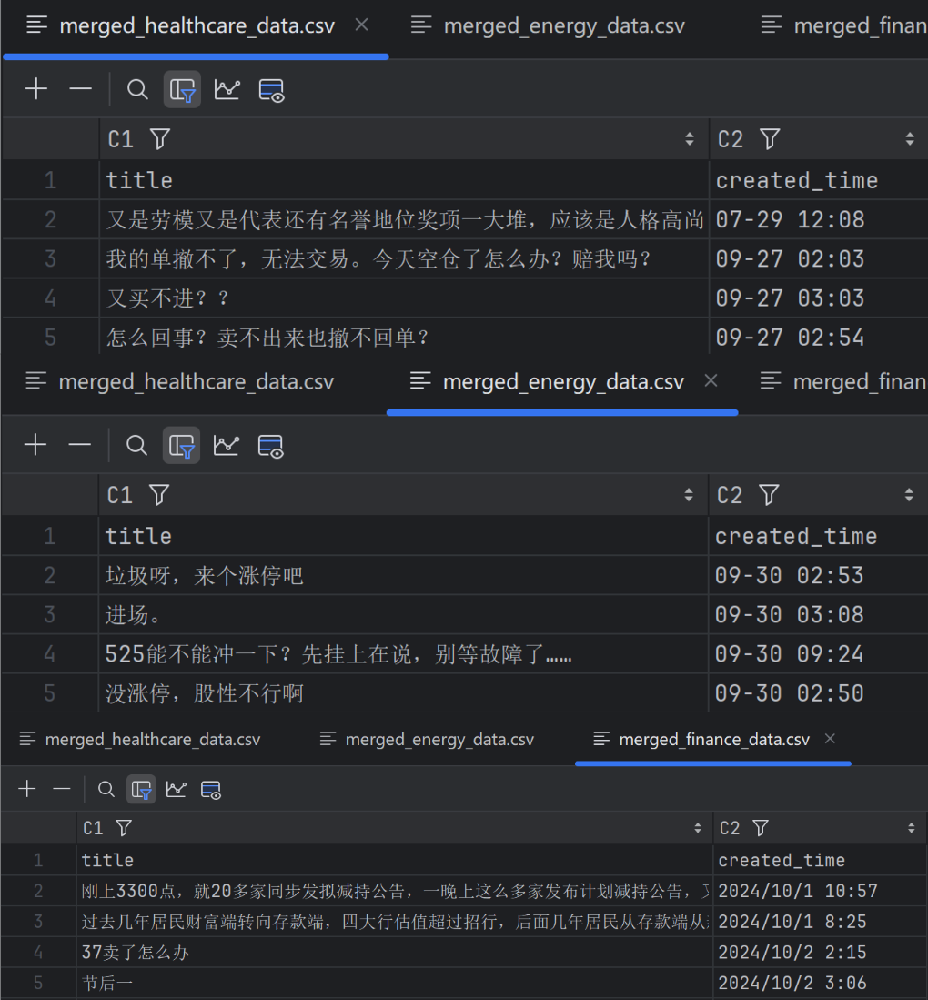 merged_healthcare_data.csv merged_energy_data.csv merged_finan
C1 C2
1 title created_time
2 又是劳模又是代表还有名誉地位奖项一大堆，应该是人格高尚 07-29 12:08
3 我的单撤不了，无法交易。今天空仓了怎么办？赔我吗？ 09-27 02:03
4 又买不进？？ 09-27 03:03
5 怎么回事？卖不出来也撤不回单？ 09-27 02:54
merged_healthcare_data.csv merged_energy_data.csv merged_finan
C1 C2
1 title created_time
2 垃圾呀，来个涨停吧 09-30 02:53
3 进场。 09-30 03:08
4 525能不能冲一下？先挂上在说，别等故障了…… 09-30 09:24
5 没涨停，股性不行啊 09-30 02:50
merged_healthcare_data.csv merged_energy_data.csv merged_finance_data.csv
C1 C2
1 title created_time
2 刚上3300点，就20多家同步发拟减持公告，一晚上这么多家发布计划减持公告， 2024/10/1 10:57
3 过去几年居民财富端转向存款端，四大行估值超过招行，后面几年居民从存款端从 2024/10/1 8:25
4 37卖了怎么办 2024/10/2 2:15
5 节后一 2024/10/2 3:06